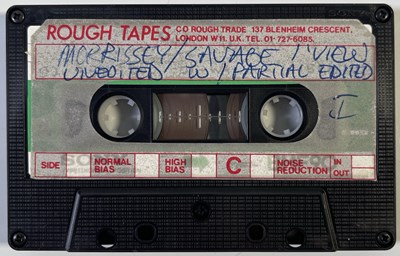 ROUGH TAPES C/O ROUGH TRADE 137 BLENHEIM CRESCENT,
LONDON W11. U.K. TEL. 01-727-6085.
MORRISSEY/ SAVAGE / VIEW
UNEDITED W / PARTIAL EDITED
I
SIDE NORMAL BIAS HIGH BIAS C NOISE REDUCTION IN OUT